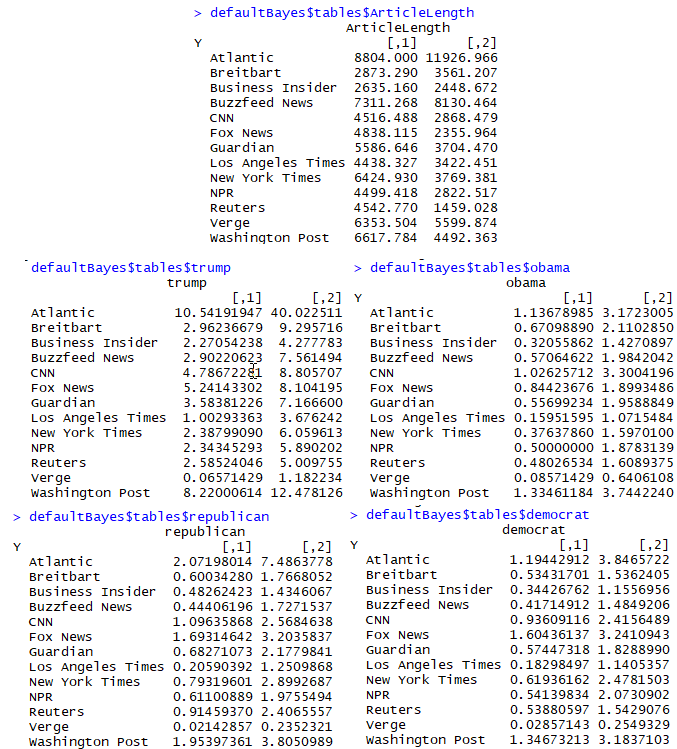 > defaultBayes$tables$ArticleLength
ArticleLength
Y [,1] [,2]
Atlantic 8804.000 11926.966
Breitbart 2873.290 3561.207
Business Insider 2635.160 2448.672
Buzzfeed News 7311.268 8130.464
CNN 4516.488 2868.479
Fox News 4838.115 2355.964
Guardian 5586.646 3704.470
Los Angeles Times 4438.327 3422.451
New York Times 6424.930 3769.381
NPR 4499.418 2822.517
Reuters 4542.770 1459.028
Verge 6353.504 5599.874
Washington Post 6617.784 4492.363
defaultBayes$tables$trump
trump
[,1] [,2]
Atlantic 10.54191947 40.022511
Breitbart 2.96236679 9.295716
Business Insider 2.27054238 4.277783
Buzzfeed News 2.90220623 7.561494
CNN 4.78672281 8.805707
Fox News 5.24143302 8.104195
Guardian 3.58381226 7.166600
Los Angeles Times 1.00293363 3.676242
New York Times 2.38799090 6.059613
NPR 2.34345293 5.890202
Reuters 2.58524046 5.009755
Verge 0.06571429 1.182234
Washington Post 8.22000614 12.478126
> defaultBayes$tables$obama
obama
Y [,1] [,2]
Atlantic 1.13678985 3.1723005
Breitbart 0.67098890 2.1102850
Business Insider 0.32055862 1.4270897
Buzzfeed News 0.57064622 1.9842042
CNN 1.02625712 3.3004196
Fox News 0.84423676 1.8993486
Guardian 0.55699234 1.9588849
Los Angeles Times 0.15951595 1.0715484
New York Times 0.37637860 1.5970100
NPR 0.50000000 1.8783139
Reuters 0.48026534 1.6089375
Verge 0.08571429 0.6406108
Washington Post 1.33461184 3.7442240
> defaultBayes$tables$republican
republican
Y [,1] [,2]
Atlantic 2.07198014 7.4863778
Breitbart 0.60034280 1.7668052
Business Insider 0.48262423 1.4346067
Buzzfeed News 0.44406196 1.7271537
CNN 1.09635868 2.5684638
Fox News 1.69314642 3.2035837
Guardian 0.68271073 2.1779841
Los Angeles Times 0.20590392 1.2509868
New York Times 0.79319601 2.8992687
NPR 0.61100889 1.9755494
Reuters 0.91459370 2.4065557
Verge 0.02142857 0.2352321
Washington Post 1.95397361 3.8050989
> defaultBayes$tables$democrat
democrat
Y [,1] [,2]
Atlantic 1.19442912 3.8465722
Breitbart 0.53431701 1.5362405
Business Insider 0.34426762 1.1556956
Buzzfeed News 0.41714912 1.4849206
CNN 0.93609116 2.4156489
Fox News 1.60436137 3.2410943
Guardian 0.57447318 1.8288990
Los Angeles Times 0.18298497 1.1405357
New York Times 0.61936162 2.4781503
NPR 0.54139834 2.0730902
Reuters 0.53880597 1.5429076
Verge 0.02857143 0.2549329
Washington Post 1.34673213 3.1837103